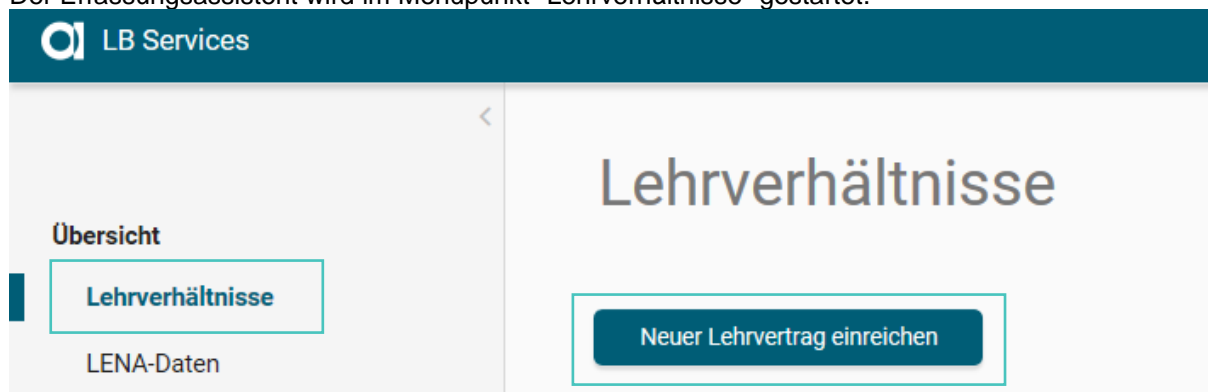 Der Erfassungsassistent wird im Menüpunkt "Lehrverhältnisse" gestartet:
LB Services
Lehrverhältnisse
Übersicht
Lehrverhältnisse
Neuer Lehrvertrag einreichen
LENA-Daten